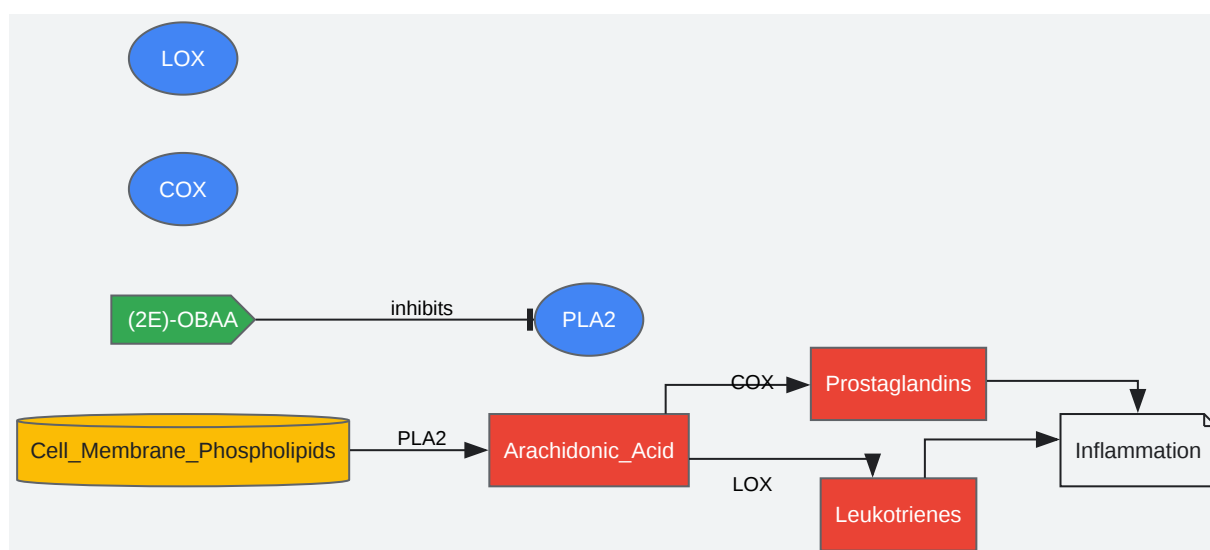 LOX
COX
(2E)-OBAA
inhibits
PLA2
Cell_Membrane_Phospholipids
PLA2
Arachidonic_Acid
COX
Prostaglandins
LOX
Leukotrienes
Inflammation